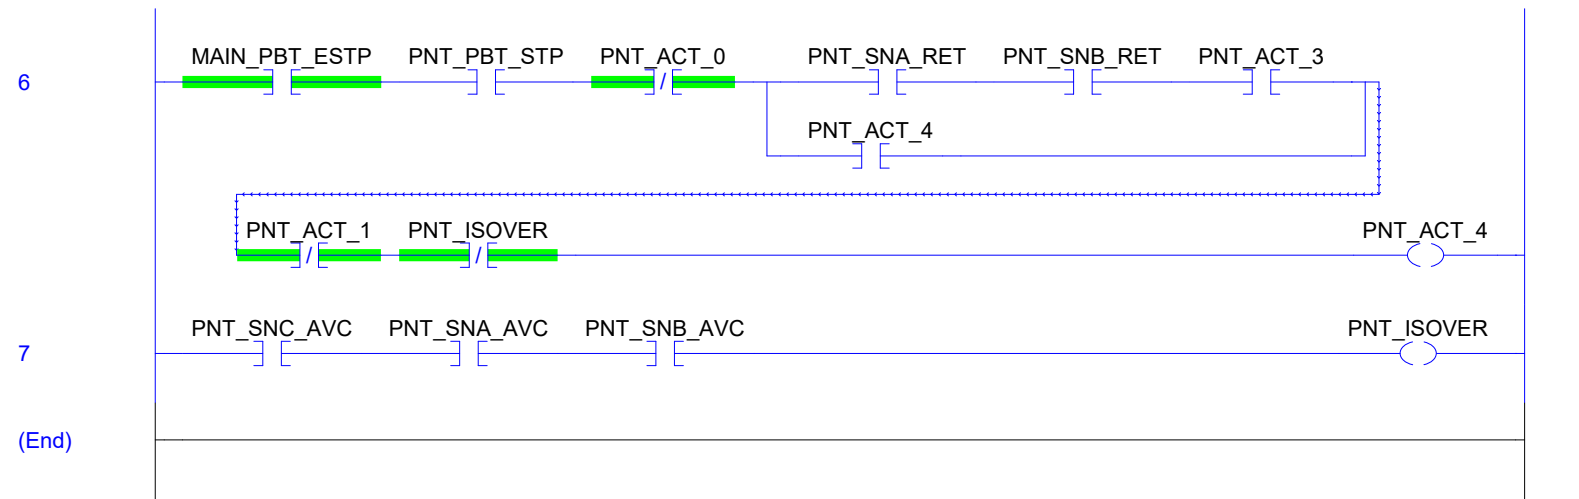 MAIN_PBT_ESTP PNT_PBT_STP PNT_ACT_0 PNT_SNA_RET PNT_SNB_RET PNT_ACT_3
6
PNT_ACT_4
PNT_ACT_1 PNT_ISOVER PNT_ACT_4
PNT_SNC_AVC PNT_SNA_AVC PNT_SNB_AVC PNT_ISOVER
7
(End)